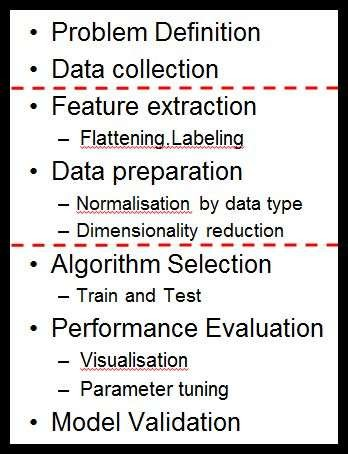 • Problem Definition
• Data collection
• Feature extraction
– Flattening.Labeling
• Data preparation
– Normalisation by data type
– Dimensionality reduction
• Algorithm Selection
– Train and Test
• Performance Evaluation
– Visualisation
– Parameter tuning
• Model Validation